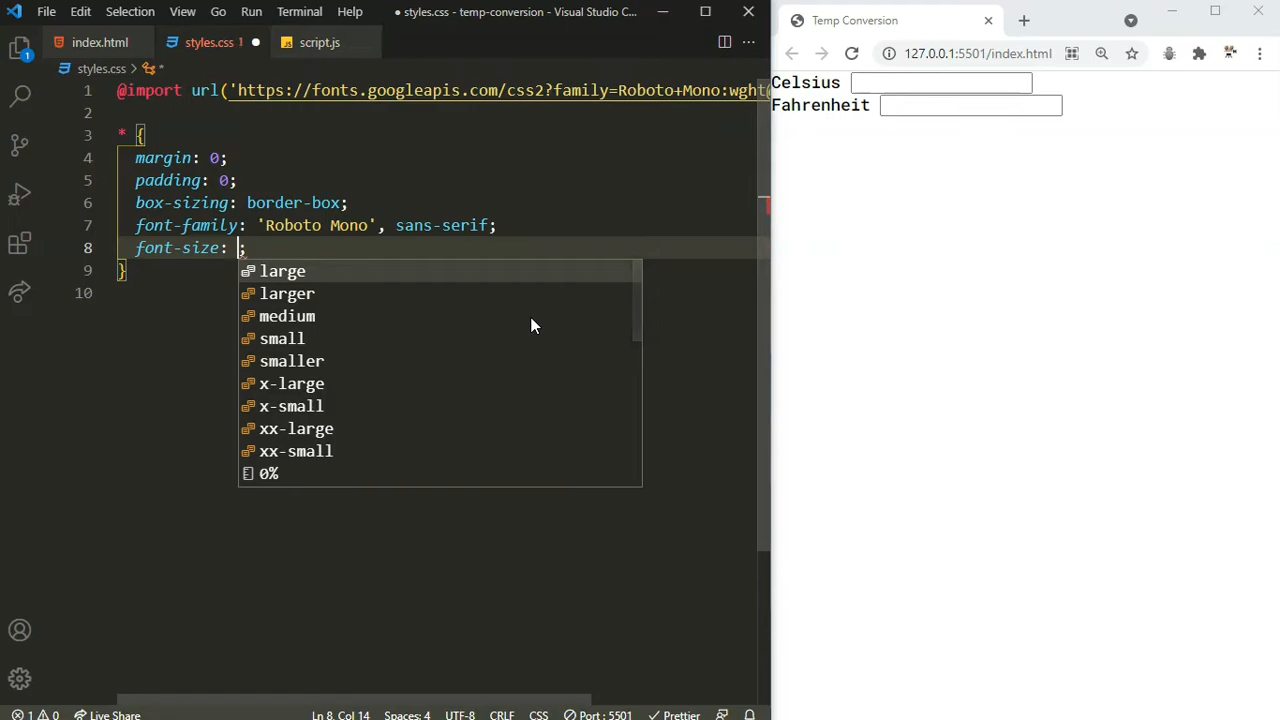 File Edit Selection View Go Run Terminal Help ● styles.css - temp-conversion - Visual Studio C...
Temp Conversion
1
index.html styles.css 1 script.js
127.0.0.1:5501/index.html
styles.css > *
1 @import url('https://fonts.googleapis.com/css2?family=Roboto+Mono:wght@
2
3 * {
4 margin: 0;
5 padding: 0;
6 box-sizing: border-box;
7 font-family: 'Roboto Mono', sans-serif;
8 font-size: ;
9 }
10
large
larger
medium
small
smaller
x-large
x-small
xx-large
xx-small
0%
Celsius
Fahrenheit
1 0 Live Share Ln 8, Col 14 Spaces: 4 UTF-8 CRLF CSS Port : 5501 Prettier